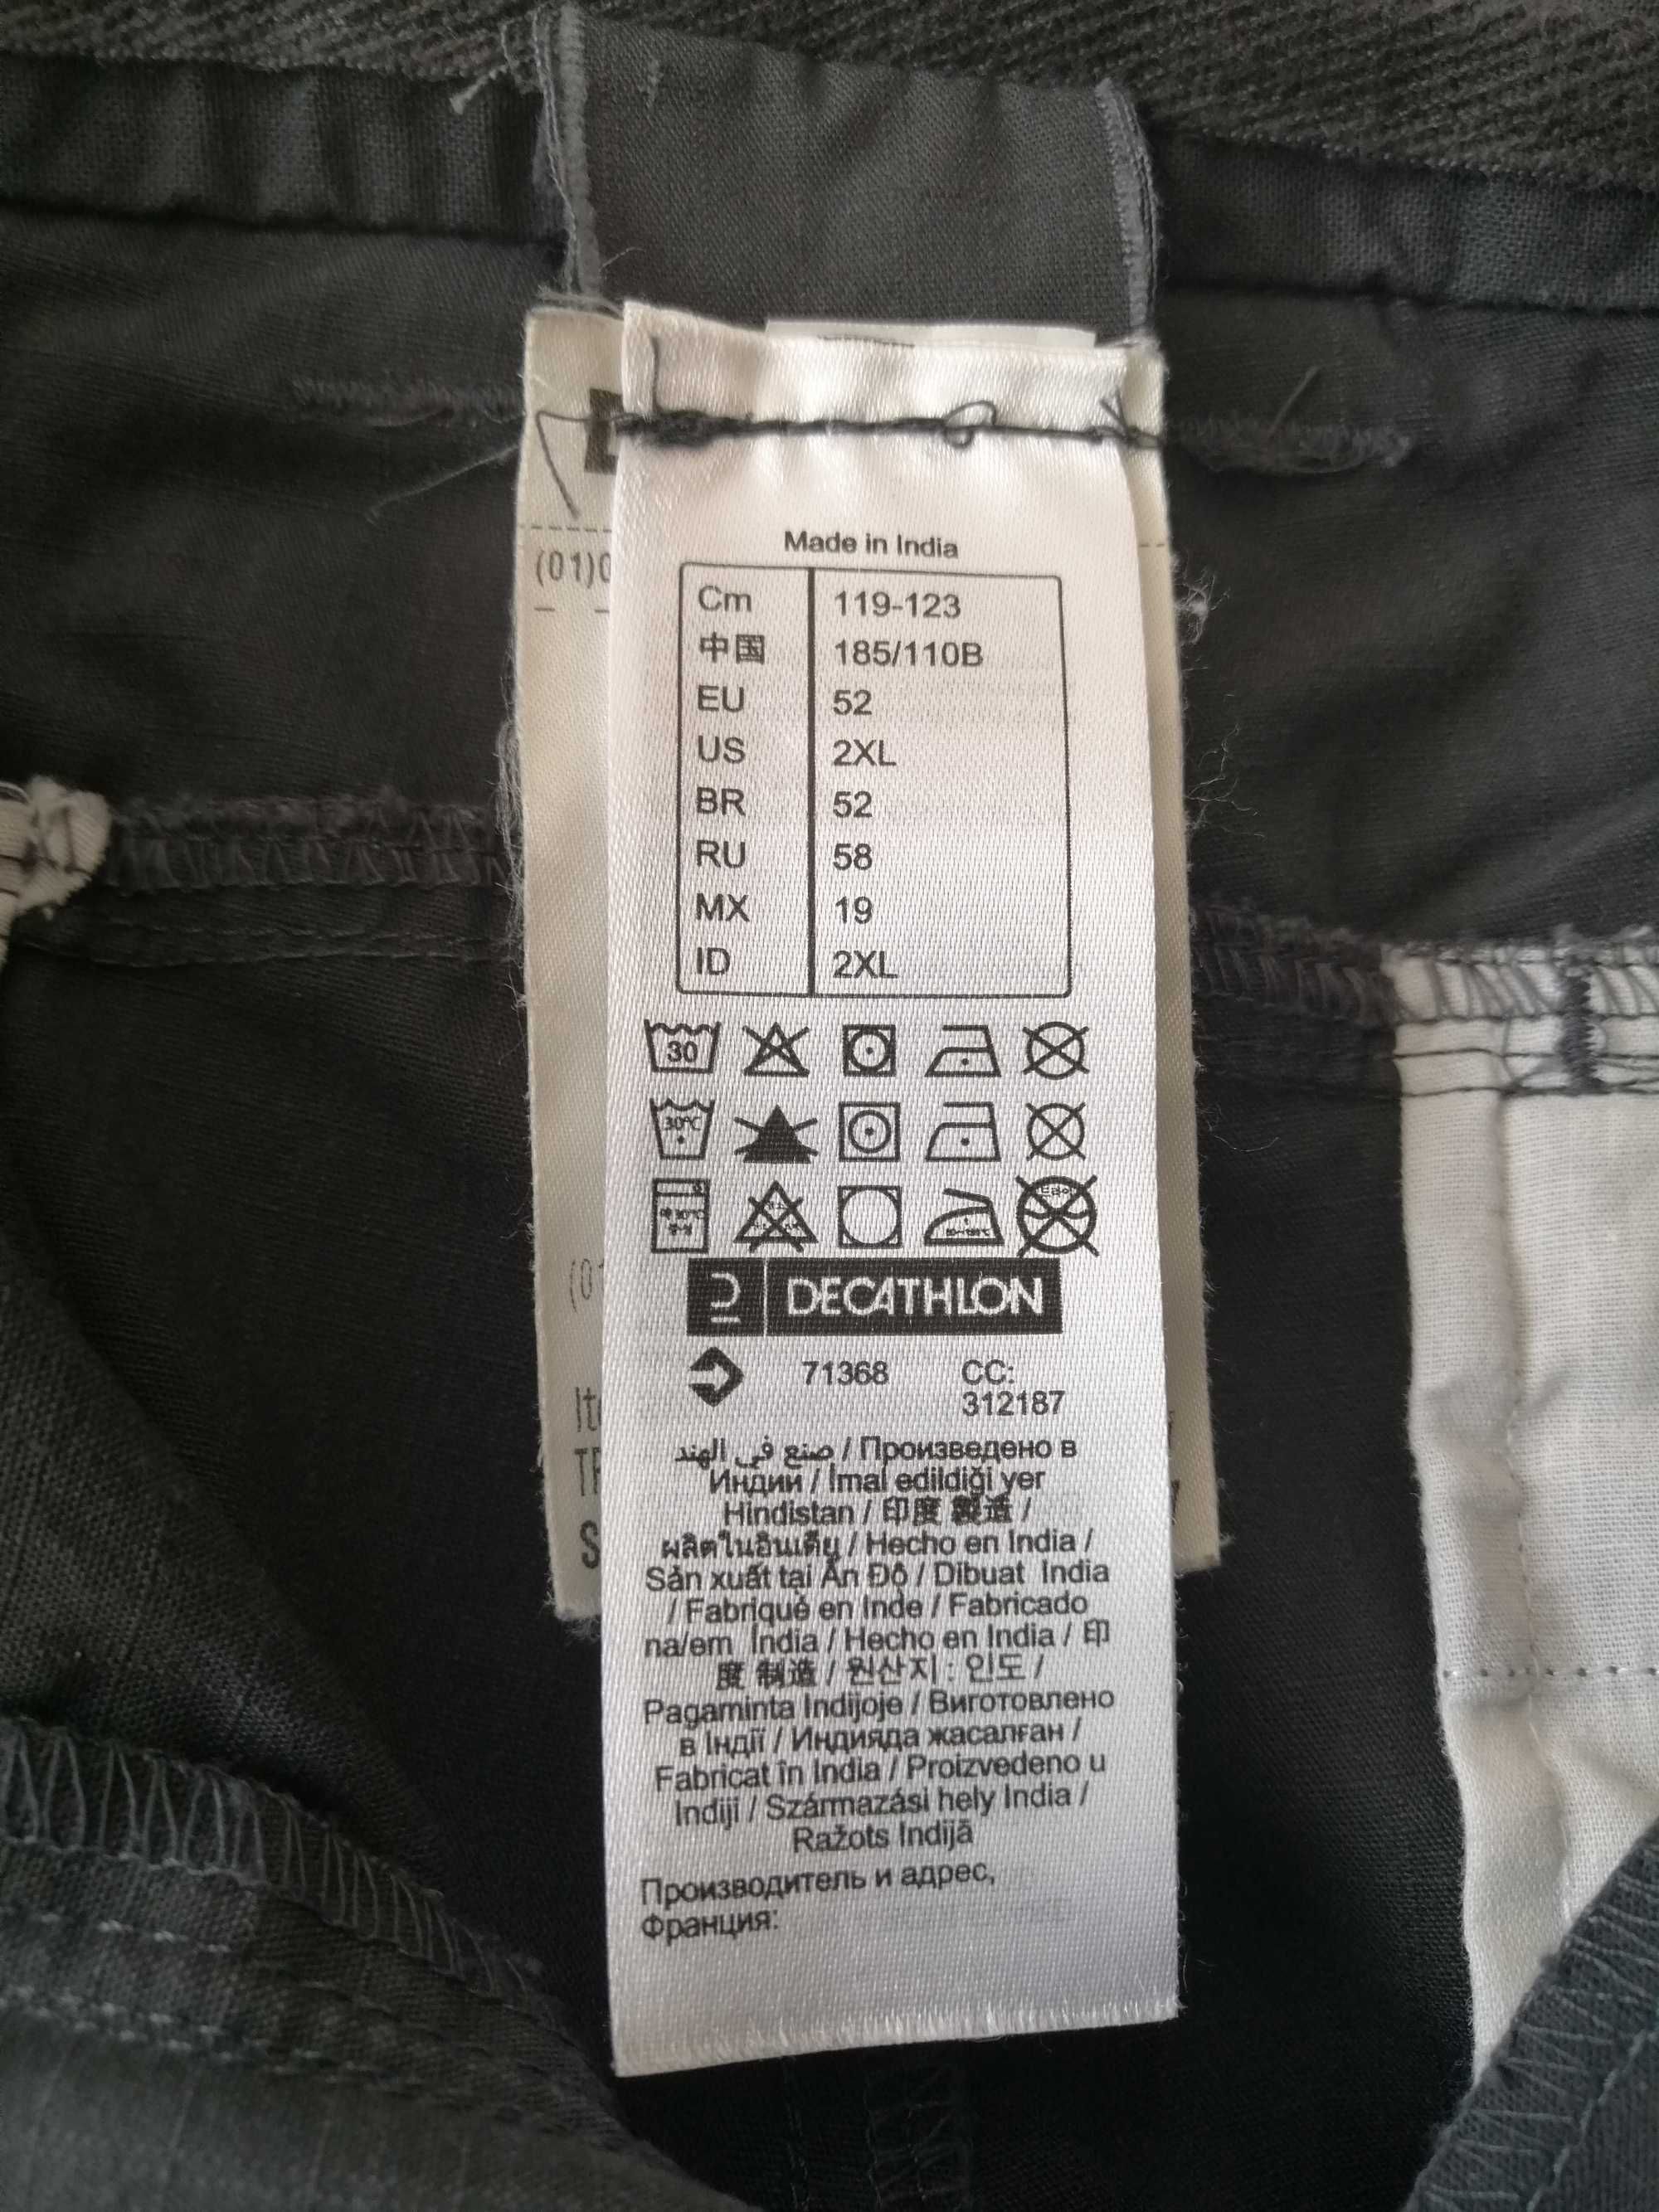 (01)0
Made in India
Cm 119-123
中国 185/110B
EU 52
US 2XL
BR 52
RU 58
MX 19
ID 2XL
30
30°C
DECATHLON
71368 CC:
312187
صنع في الهند / Произведено в
Индии / İmal edildiği yer
Hindistan / 印度 製造 /
ผลิตในอินเดีย / Hecho en India /
Sản xuất tại Ấn Độ / Dibuat India
/ Fabriqué en Inde / Fabricado
na/em India / Hecho en India / 印
度 制造 / 원산지 : 인도 /
Pagaminta Indijoje / Виготовлено
в Індії / Индияда жасалған /
Fabricat în India / Proizvedeno u
Indiji / Származási hely India /
Ražots Indijā
Производитель и адрес,
Франция: